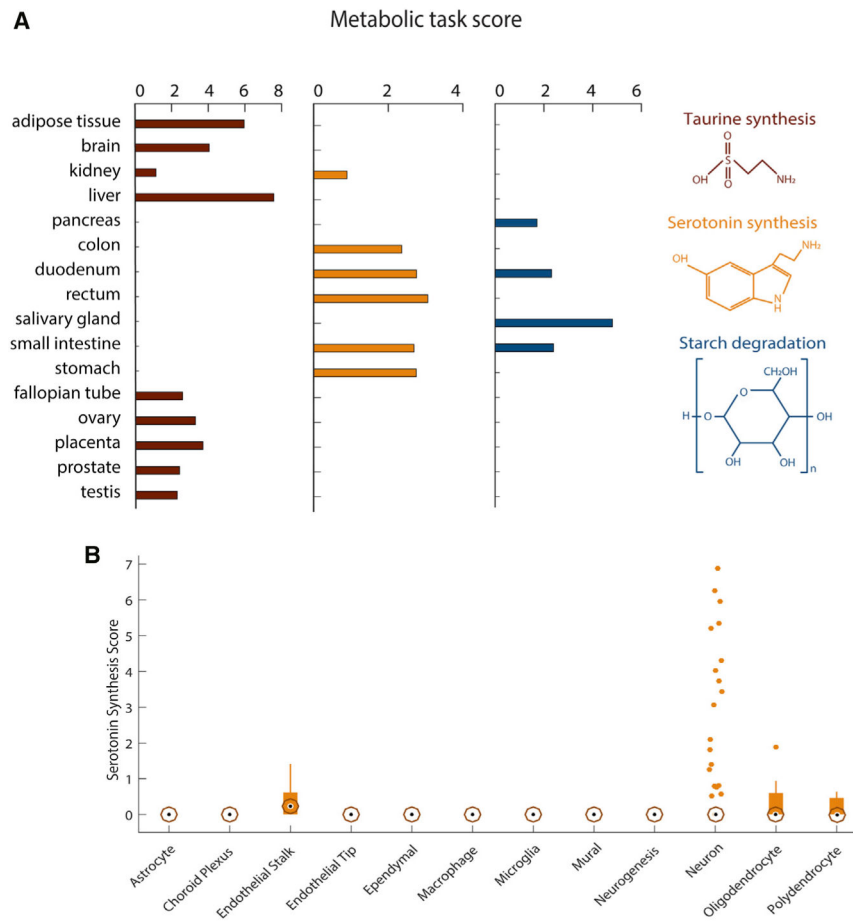 A
Metabolic task score
0 2 4 6 8
0 2 4
0 2 4 6
adipose tissue
brain
kidney
liver
pancreas
colon
duodenum
rectum
salivary gland
small intestine
stomach
fallopian tube
ovary
placenta
prostate
testis
Taurine synthesis
O
S
OH
O
NH₂
Serotonin synthesis
NH₂
OH
N
H
Starch degradation
CH₂OH
O
H
O
OH
OH
OH
n
B
Serotonin Synthesis Score
7
6
5
4
3
2
1
0
Astrocyte
Choroid Plexus
Endothelial Stalk
Endothelial Tip
Ependymal
Macrophage
Microglia
Mural
Neurogenesis
Neuron
Oligodendrocyte
Polydendrocyte